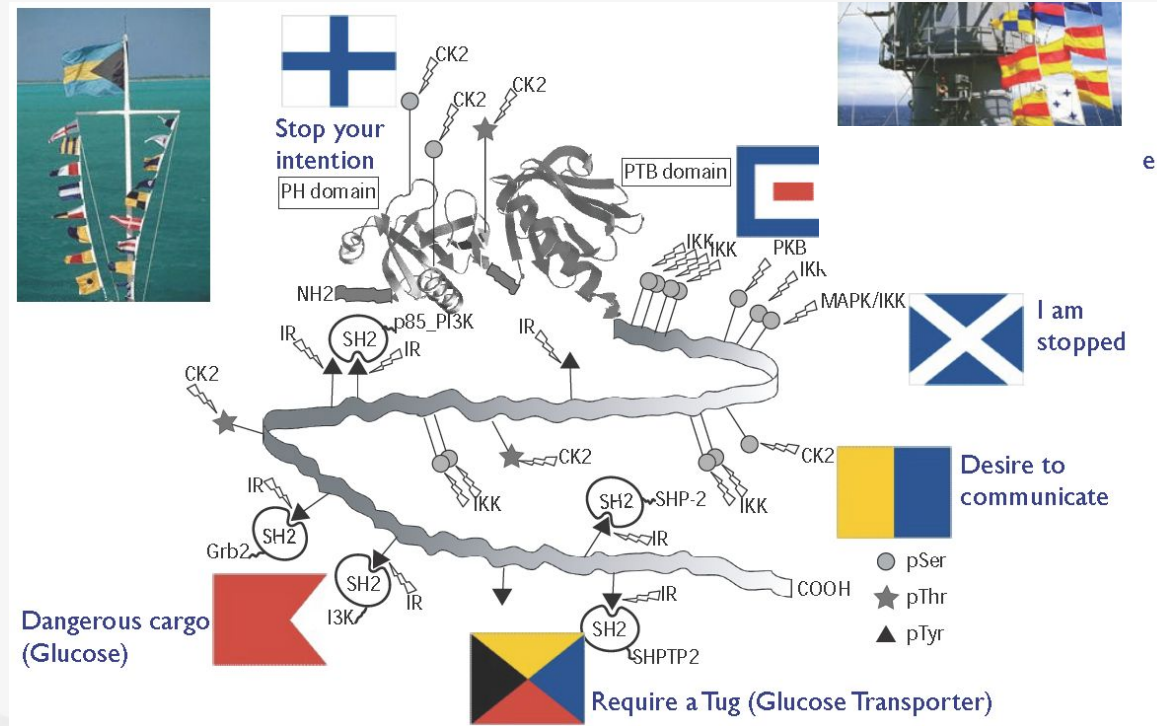 CK2
CK2
CK2
Stop your
intention
PH domain
PTB domain
IKK
IKK
PKB
MAPK/IKK
NH2
p85_PI3K
SH2
IR
IR
IR
I am
stopped
CK2
CK2
CK2
IKK
IKK
Desire to
communicate
IR
SH2
Grb2
SH2
SHP-2
IR
pSer
SH2
I3K
IR
IR
COOH
pThr
Dangerous cargo
(Glucose)
SH2
SHPTP2
pTyr
Require a Tug (Glucose Transporter)
e